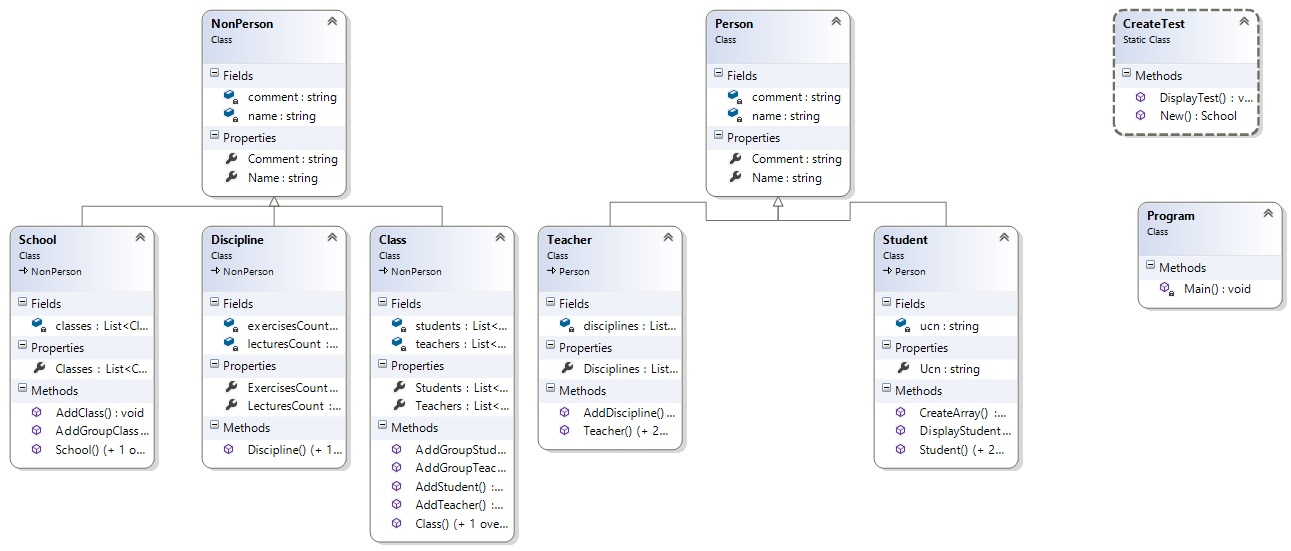 NonPerson
Class
Fields
comment : string
name : string
Properties
Comment : string
Name : string
Person
Class
Fields
comment : string
name : string
Properties
Comment : string
Name : string
CreateTest
Static Class
Methods
DisplayTest() : v...
New() : School
School
Class
NonPerson
Fields
classes : List<Cl...
Properties
Classes : List<C...
Methods
AddClass() : void
AddGroupClass...
School() (+ 1 o...
Discipline
Class
NonPerson
Fields
exercisesCount...
lecturesCount :...
Properties
ExercisesCount...
LecturesCount :...
Methods
Discipline() (+ 1...
Class
Class
NonPerson
Fields
students : List<...
teachers : List<...
Properties
Students : List<...
Teachers : List<...
Methods
AddGroupStud...
AddGroupTeac...
AddStudent() :...
AddTeacher() :...
Class() (+ 1 ove...
Teacher
Class
Person
Fields
disciplines : List...
Properties
Disciplines : List...
Methods
AddDiscipline()...
Teacher() (+ 2...
Student
Class
Person
Fields
ucn : string
Properties
Ucn : string
Methods
CreateArray() :...
DisplayStudent...
Student() (+ 2...
Program
Class
Methods
Main() : void